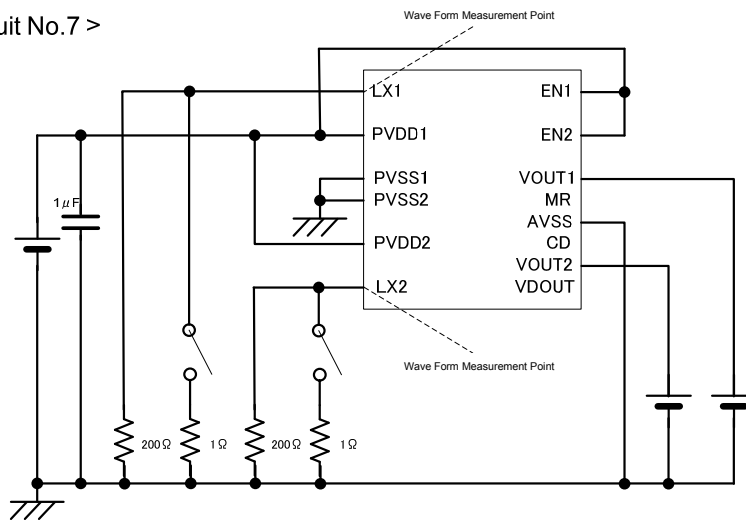 uit No.7 >
Wave Form Measurement Point
LX1
EN1
PVDD1
EN2
PVSS1
VOUT1
PVSS2
MR
AVSS
PVDD2
CD
VOUT2
LX2
VDOUT
1μF
Wave Form Measurement Point
200Ω
1Ω
200Ω
1Ω